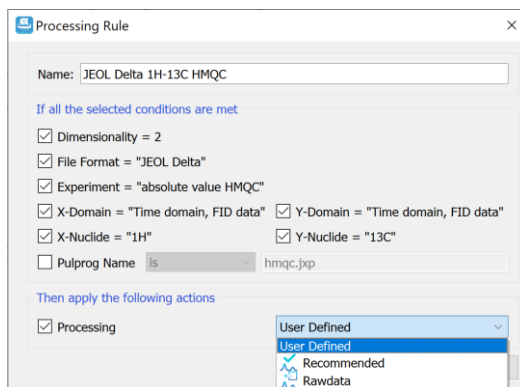 Processing Rule
Name: JEOL Delta 1H-13C HMQC
If all the selected conditions are met
Dimensionality = 2
File Format = "JEOL Delta"
Experiment = "absolute value HMQC"
X-Domain = "Time domain, FID data" Y-Domain = "Time domain, FID data"
X-Nuclide = "1H" Y-Nuclide = "13C"
Pulprog Name is hmqc.jxp
Then apply the following actions
Processing User Defined
User Defined
Recommended
Rawdata